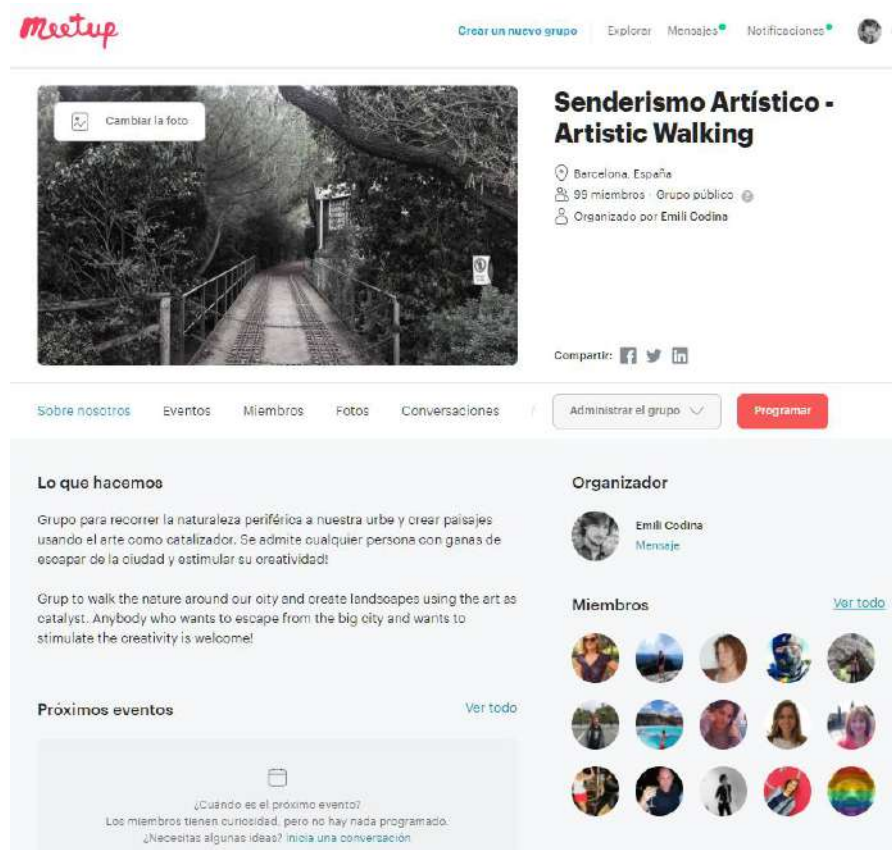 meetup
Crear un nuevo grupo Explorar Mensajes Notificaciones
Cambiar la foto
Senderismo Artístico -
Artistic Walking
Barcelona, España
99 miembros · Grupo público
Organizado por Emili Codina
Compartir:
Sobre nosotros Eventos Miembros Fotos Conversaciones
Administrar el grupo
Programar
Lo que hacemos
Grupo para recorrer la naturaleza periférica a nuestra urbe y crear paisajes
usando el arte como catalizador. Se admite cualquier persona con ganas de
escapar de la ciudad y estimular su creatividad!
Grup to walk the nature around our city and create landscapes using the art as
catalyst. Anybody who wants to escape from the big city and wants to
stimulate the creativity is welcome!
Próximos eventos Ver todo
¿Cuándo es el próximo evento?
Los miembros tienen curiosidad, pero no hay nada programado.
¿Necesitas algunas ideas? Inicia una conversación
Organizador
Emili Codina
Mensaje
Miembros Ver todo